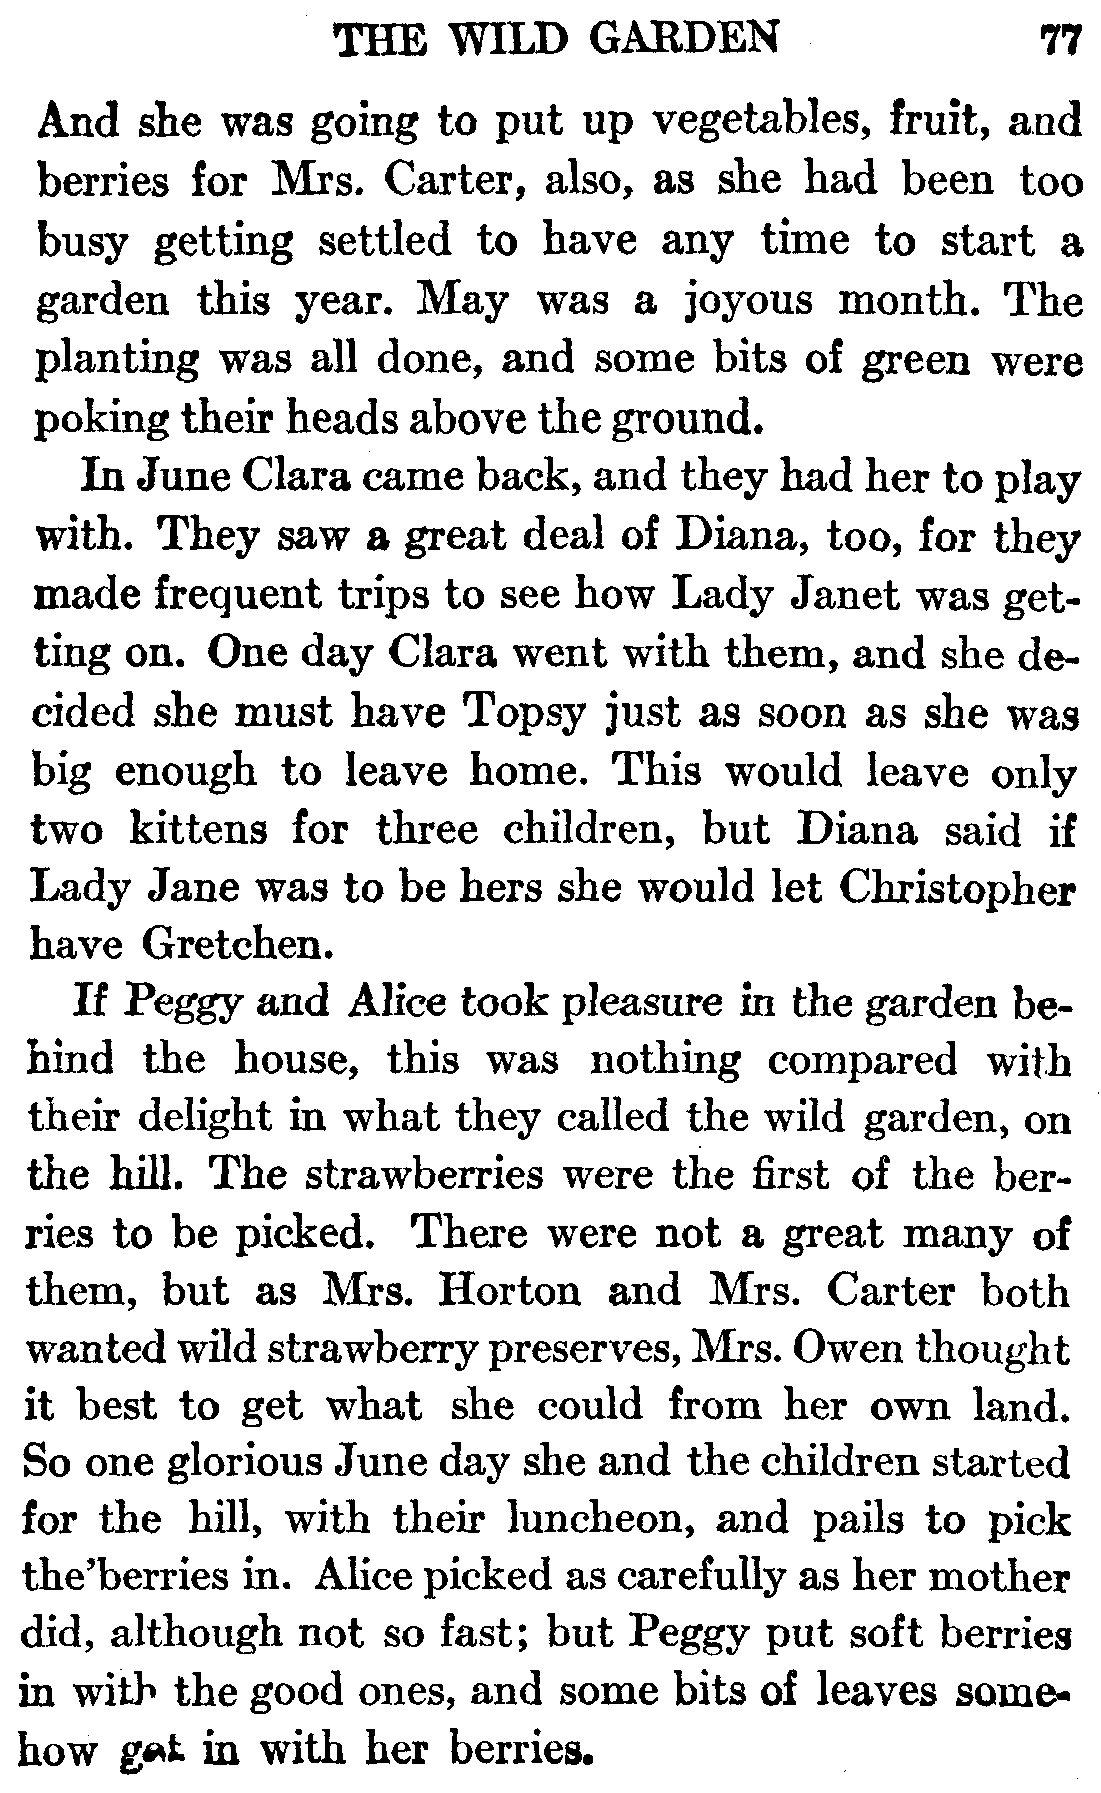 THE WILD GARDEN 77
And she was going to put up vegetables, fruit, and
berries for Mrs. Carter, also, as she had been too
busy getting settled to have any time to start a
garden this year. May was a joyous month. The
planting was all done, and some bits of green were
poking their heads above the ground.
In June Clara came back, and they had her to play
with. They saw a great deal of Diana, too, for they
made frequent trips to see how Lady Janet was get-
ting on. One day Clara went with them, and she de-
cided she must have Topsy just as soon as she was
big enough to leave home. This would leave only
two kittens for three children, but Diana said if
Lady Jane was to be hers she would let Christopher
have Gretchen.
If Peggy and Alice took pleasure in the garden be-
hind the house, this was nothing compared with
their delight in what they called the wild garden, on
the hill. The strawberries were the first of the ber-
ries to be picked. There were not a great many of
them, but as Mrs. Horton and Mrs. Carter both
wanted wild strawberry preserves, Mrs. Owen thought
it best to get what she could from her own land.
So one glorious June day she and the children started
for the hill, with their luncheon, and pails to pick
the'berries in. Alice picked as carefully as her mother
did, although not so fast; but Peggy put soft berries
in with the good ones, and some bits of leaves some-
how got in with her berries.